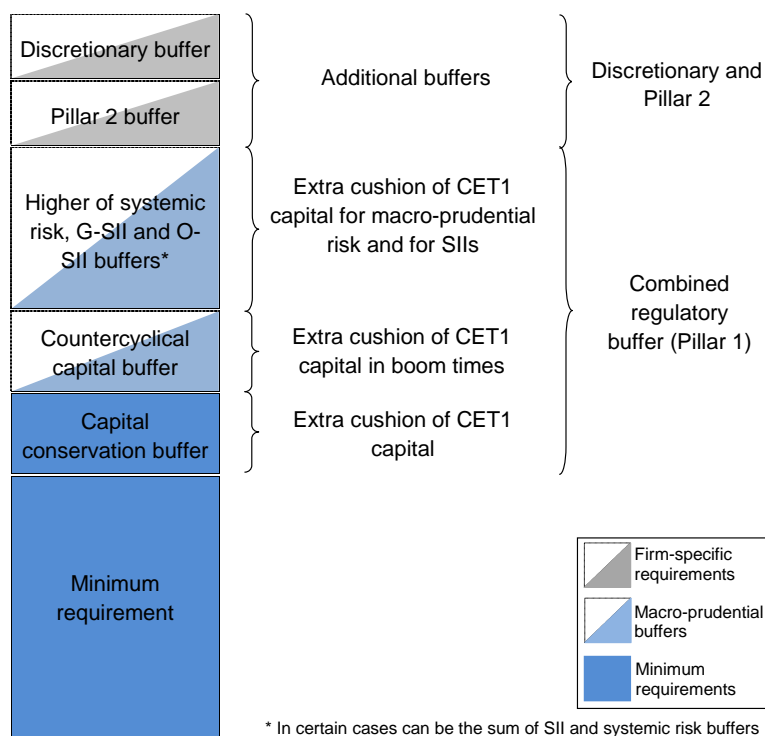 Discretionary buffer
Additional buffers
Discretionary and
Pillar 2
Pillar 2 buffer
Higher of systemic
risk, G-SII and O-
SII buffers*
Extra cushion of CET1
capital for macro-prudential
risk and for SIIs
Combined
regulatory
buffer (Pillar 1)
Countercyclical
capital buffer
Extra cushion of CET1
capital in boom times
Capital
conservation buffer
Extra cushion of CET1
capital
Minimum
requirement
Firm-specific
requirements
Macro-prudential
buffers
Minimum
requirements
* In certain cases can be the sum of SII and systemic risk buffers